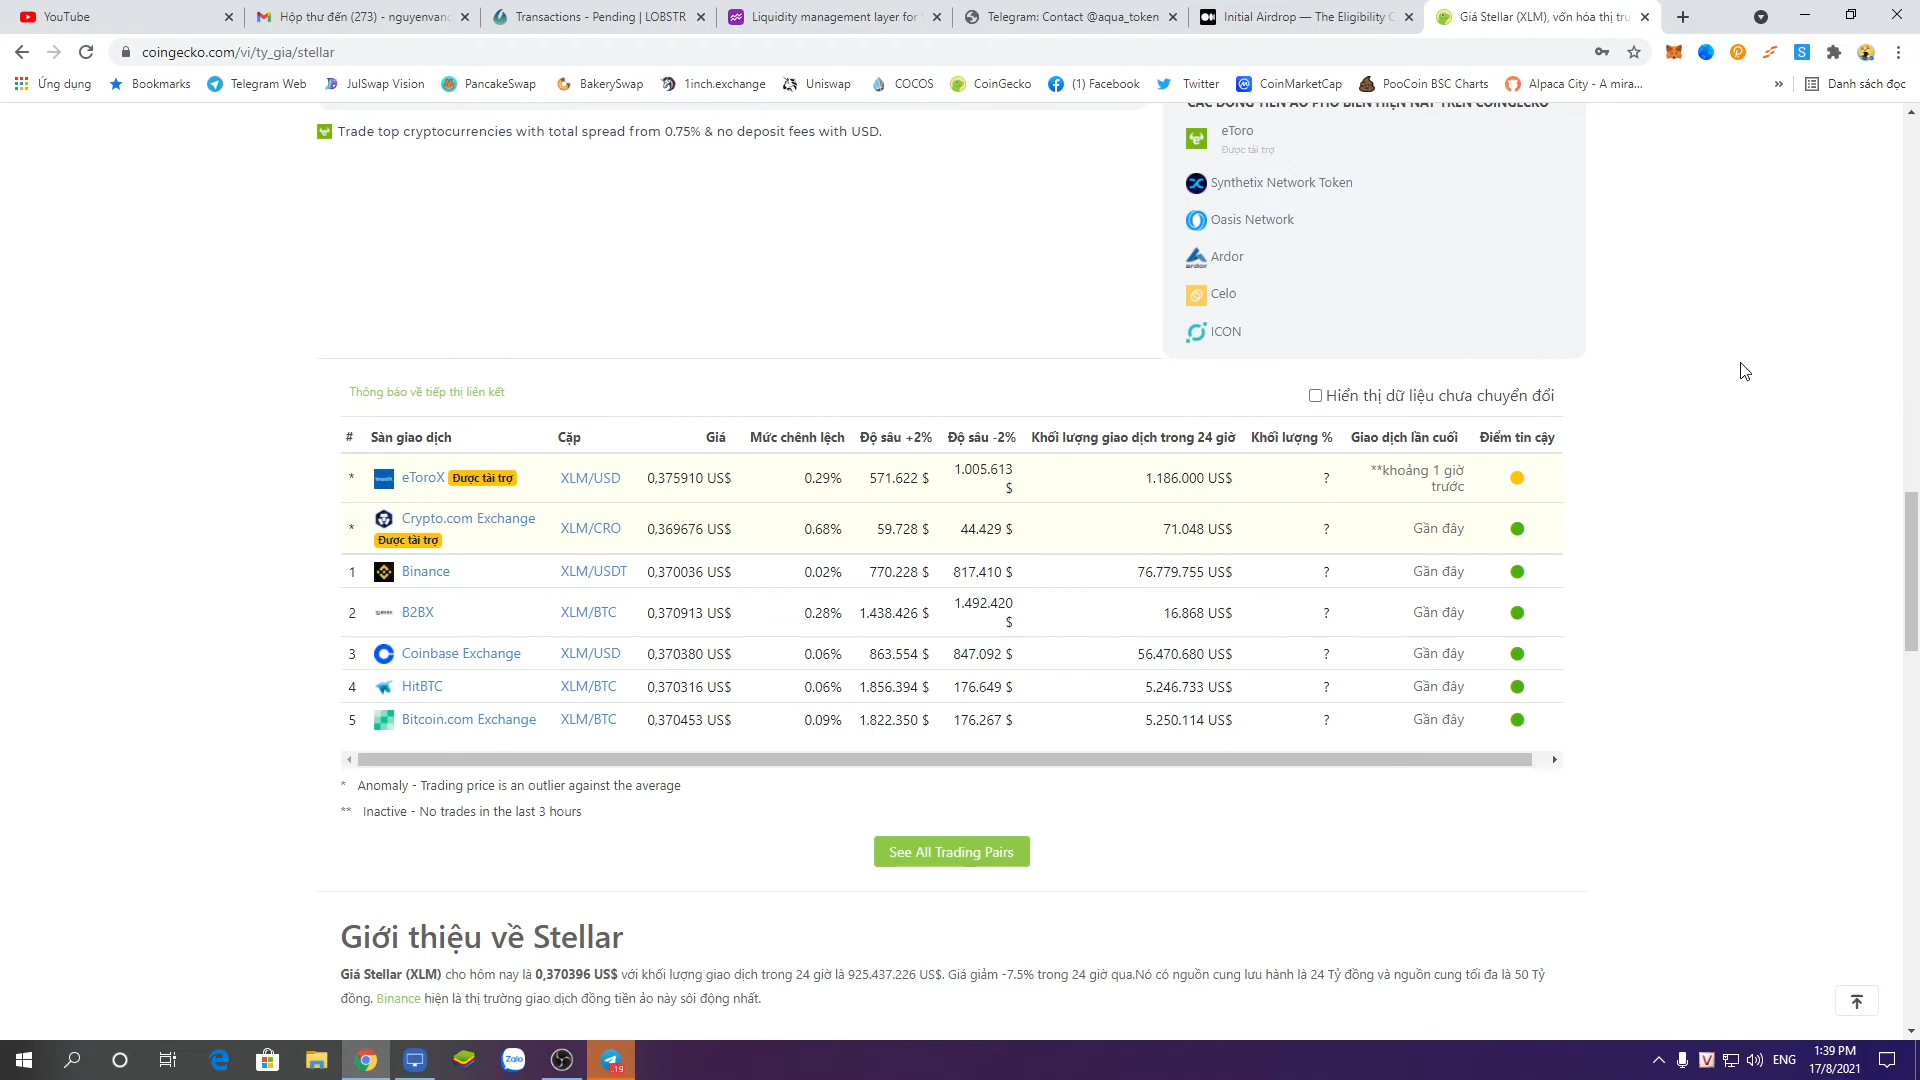 YouTube
Hộp thư đến (273) - nguyenvand
Transactions - Pending | LOBSTR
Liquidity management layer for
Telegram: Contact @aqua_token
Initial Airdrop — The Eligibility C
Giá Stellar (XLM), vốn hóa thị trư
coingecko.com/vi/ty_gia/stellar
Ứng dụng
Bookmarks
Telegram Web
JulSwap Vision
PancakeSwap
BakerySwap
1inch.exchange
Uniswap
COCOS
CoinGecko
(1) Facebook
Twitter
CoinMarketCap
PooCoin BSC Charts
Alpaca City - A mira...
»
Danh sách đọc
CÁC ĐỒNG TIỀN ẢO PHỔ BIẾN HIỆN NAY TRÊN COINGECKO
Trade top cryptocurrencies with total spread from 0.75% & no deposit fees with USD.
eToro
Được tài trợ
Synthetix Network Token
Oasis Network
Ardor
Celo
ICON
Thông báo về tiếp thị liên kết
Hiển thị dữ liệu chưa chuyển đổi
# Sàn giao dịch Cặp Giá Mức chênh lệch Độ sâu +2% Độ sâu -2% Khối lượng giao dịch trong 24 giờ Khối lượng % Giao dịch lần cuối Điểm tin cậy
* eToroX Được tài trợ XLM/USD 0,375910 US$ 0.29% 571.622 $ 1.005.613 $ 1.186.000 US$ ? **khoảng 1 giờ trước
* Crypto.com Exchange Được tài trợ XLM/CRO 0,369676 US$ 0.68% 59.728 $ 44.429 $ 71.048 US$ ? Gần đây
1 Binance XLM/USDT 0,370036 US$ 0.02% 770.228 $ 817.410 $ 76.779.755 US$ ? Gần đây
2 B2BX XLM/BTC 0,370913 US$ 0.28% 1.438.426 $ 1.492.420 $ 16.868 US$ ? Gần đây
3 Coinbase Exchange XLM/USD 0,370380 US$ 0.06% 863.554 $ 847.092 $ 56.470.680 US$ ? Gần đây
4 HitBTC XLM/BTC 0,370316 US$ 0.06% 1.856.394 $ 176.649 $ 5.246.733 US$ ? Gần đây
5 Bitcoin.com Exchange XLM/BTC 0,370453 US$ 0.09% 1.822.350 $ 176.267 $ 5.250.114 US$ ? Gần đây
* Anomaly - Trading price is an outlier against the average
** Inactive - No trades in the last 3 hours
See All Trading Pairs
Giới thiệu về Stellar
Giá Stellar (XLM) cho hôm nay là 0,370396 US$ với khối lượng giao dịch trong 24 giờ là 925.437.226 US$. Giá giảm -7.5% trong 24 giờ qua.Nó có nguồn cung lưu hành là 24 Tỷ đồng và nguồn cung tối đa là 50 Tỷ
đồng. Binance hiện là thị trường giao dịch đồng tiền ảo này sôi động nhất.
Zalo
19
ENG
1:39 PM
17/8/2021